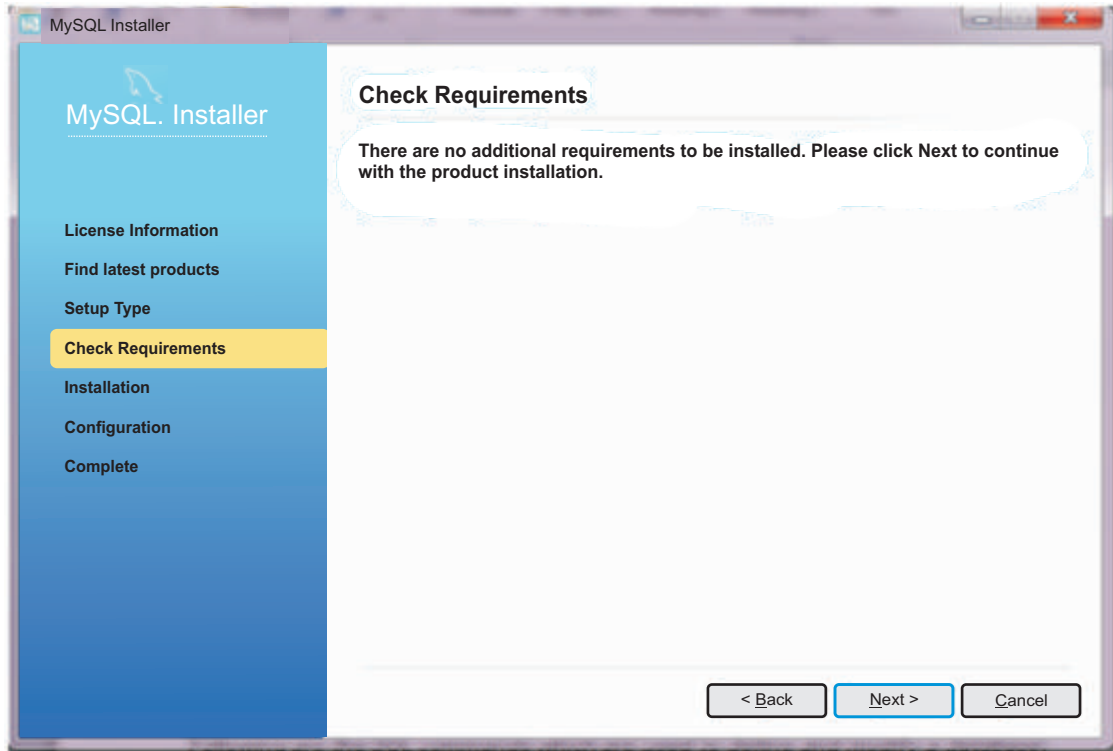 MySQL Installer
MySQL. Installer
License Information
Find latest products
Setup Type
Check Requirements
Installation
Configuration
Complete
Check Requirements
There are no additional requirements to be installed. Please click Next to continue
with the product installation.
< Back
Next >
Cancel